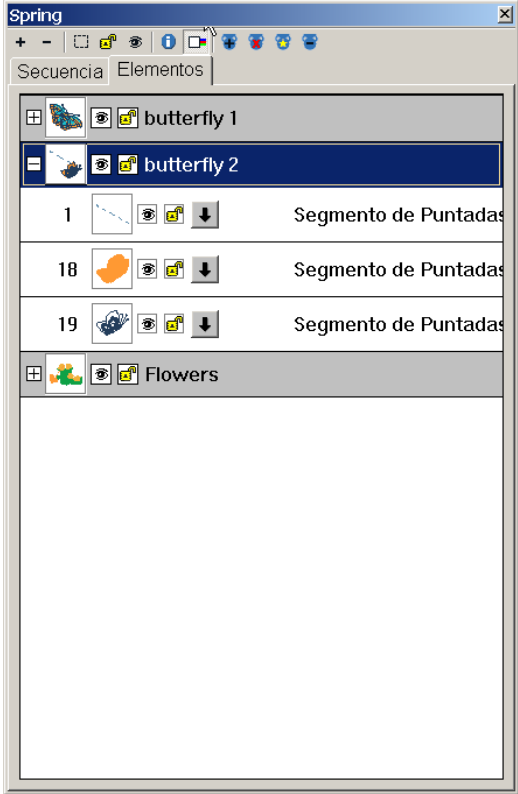 Spring
Secuencia Elementos
butterfly 1
butterfly 2
1 Segmento de Puntadas
18 Segmento de Puntadas
19 Segmento de Puntadas
Flowers